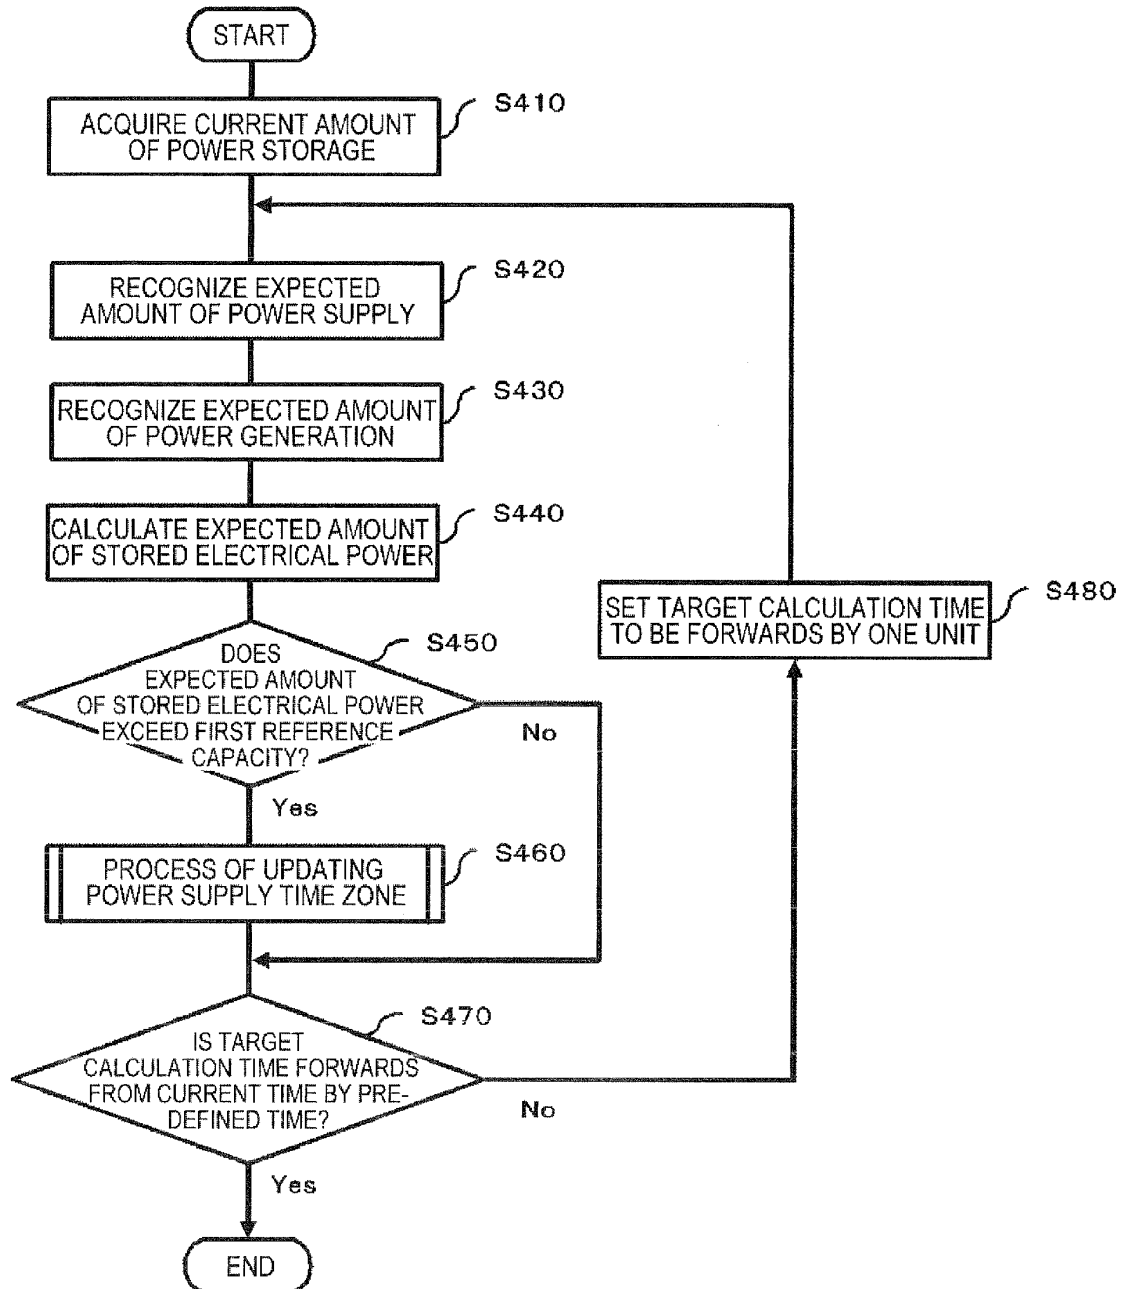 START
S410
ACQUIRE CURRENT AMOUNT
OF POWER STORAGE
S420
RECOGNIZE EXPECTED
AMOUNT OF POWER SUPPLY
S430
RECOGNIZE EXPECTED AMOUNT
OF POWER GENERATION
S440
CALCULATE EXPECTED AMOUNT
OF STORED ELECTRICAL POWER
S480
SET TARGET CALCULATION TIME
TO BE FORWARDS BY ONE UNIT
S450
DOES
EXPECTED AMOUNT
OF STORED ELECTRICAL POWER
EXCEED FIRST REFERENCE
CAPACITY?
No
Yes
S460
PROCESS OF UPDATING
POWER SUPPLY TIME ZONE
S470
IS TARGET
CALCULATION TIME FORWARDS
FROM CURRENT TIME BY PRE-
DEFINED TIME?
No
Yes
END